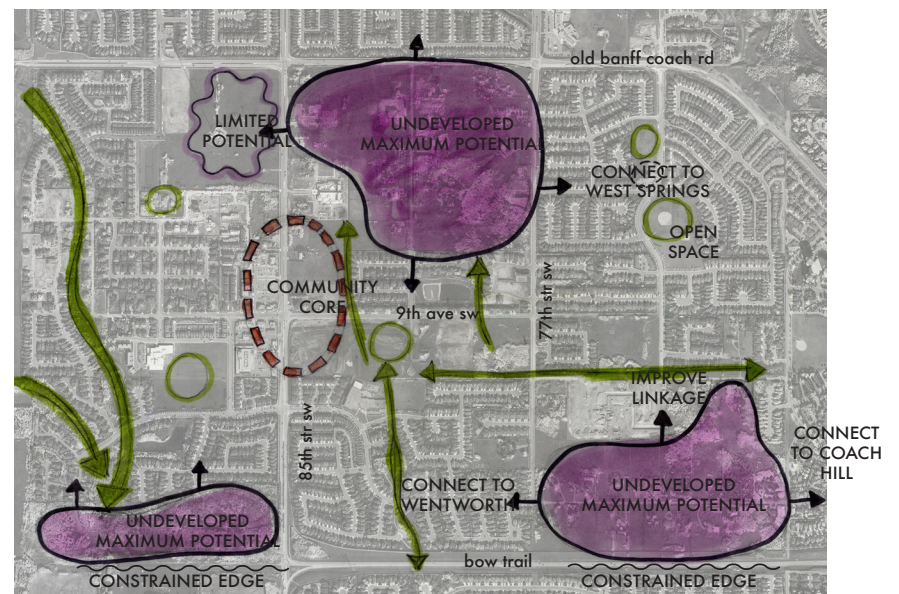 old banff coach rd
LIMITED
POTENTIAL
UNDEVELOPED
MAXIMUM POTENTIAL
CONNECT TO
WEST SPRINGS
OPEN
SPACE
COMMUNITY
CORE
9th ave sw
77th str sw
IMPROVE
LINKAGE
85th str sw
CONNECT
TO COACH
HILL
CONNECT TO
WENTWORTH
UNDEVELOPED
MAXIMUM POTENTIAL
UNDEVELOPED
MAXIMUM POTENTIAL
bow trail
CONSTRAINED EDGE
CONSTRAINED EDGE